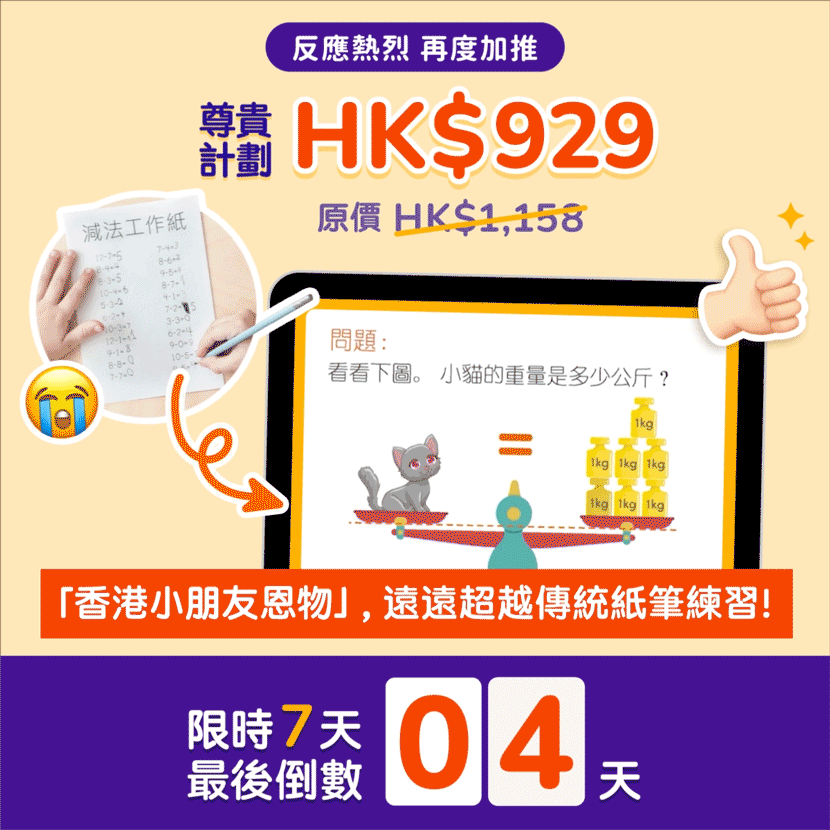 反應熱烈 再度加推
尊貴
計劃
HK$929
原價 HK$1,158
減法工作紙
問題：
看看下圖。 小貓的重量是多少公斤？
=
1kg
1kg 1kg
1kg 1kg 1kg
「香港小朋友恩物」, 遠遠超越傳統紙筆練習!
限時7天
最後倒數
04天